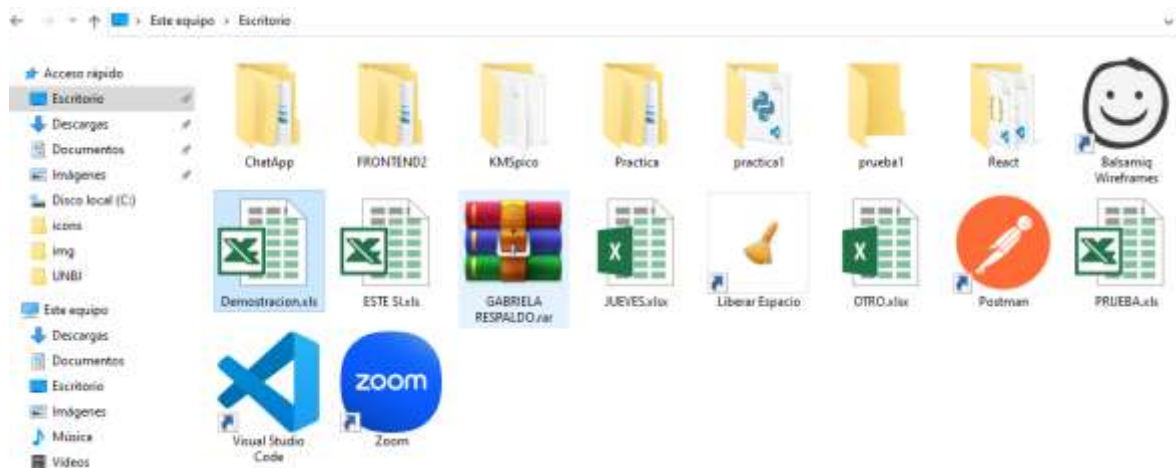 Este equipo > Escritorio
Acceso rápido
Escritorio
Descargas
Documentos
Imágenes
Disco local (C:)
icons
img
UNBI
Este equipo
Descargas
Documentos
Escritorio
Imágenes
Música
Vídeos
ChatApp
FRONTEND2
KMSpico
Practica
practica1
prueba1
React
Balsamiq
Wireframes
Demostracion.xls
ESTE SI.xls
GABRIELA
RESPALDO.rar
JUEVES.xlsx
Liberar Espacio
OTRO.xlsx
Postman
PRUEBA.xls
Visual Studio
Code
zoom
Zoom